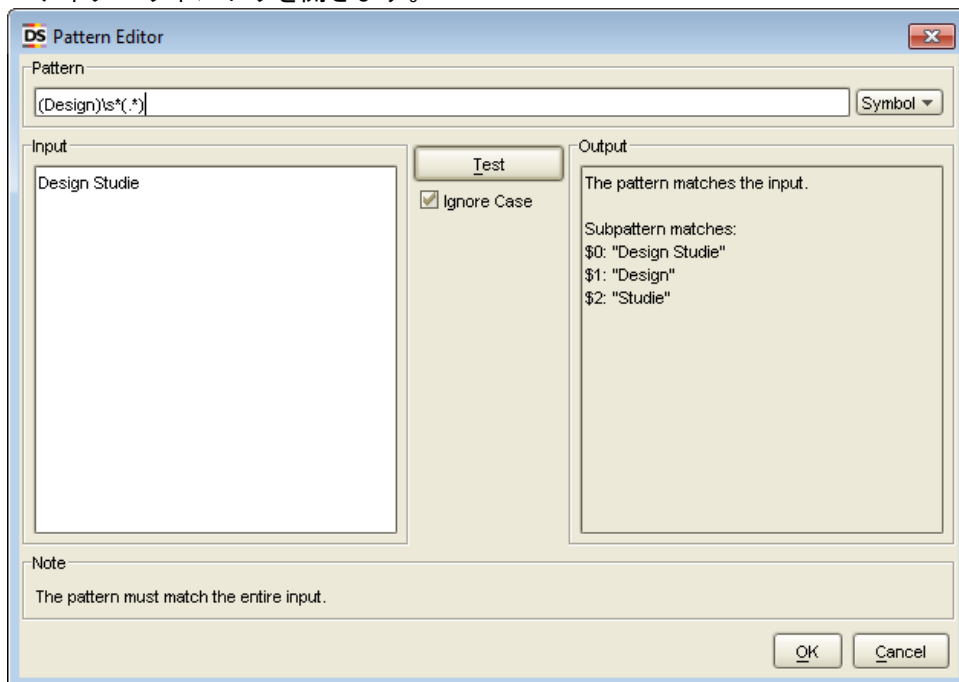 DS Pattern Editor
Pattern
(Design)\s*(.*)
Symbol
Input
Design Studie
Test
Ignore Case
Output
The pattern matches the input.
Subpattern matches:
$0: "Design Studie"
$1: "Design"
$2: "Studie"
Note
The pattern must match the entire input.
OK
Cancel